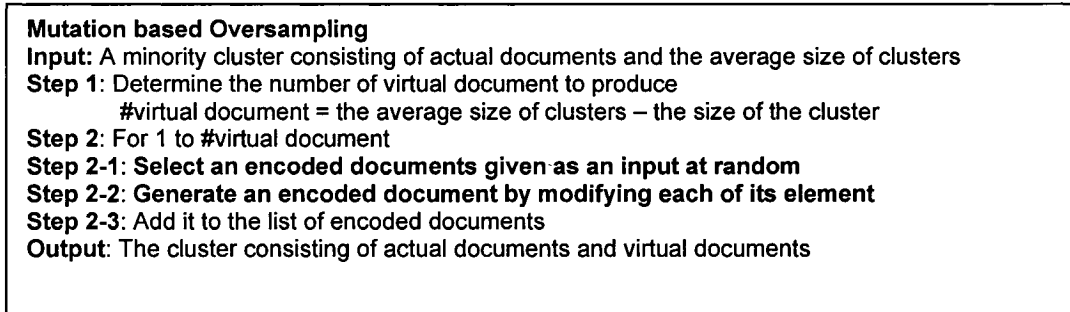 Mutation based Oversampling
Input: A minority cluster consisting of actual documents and the average size of clusters
Step 1: Determine the number of virtual document to produce
#virtual document = the average size of clusters – the size of the cluster
Step 2: For 1 to #virtual document
Step 2-1: Select an encoded documents given as an input at random
Step 2-2: Generate an encoded document by modifying each of its element
Step 2-3: Add it to the list of encoded documents
Output: The cluster consisting of actual documents and virtual documents